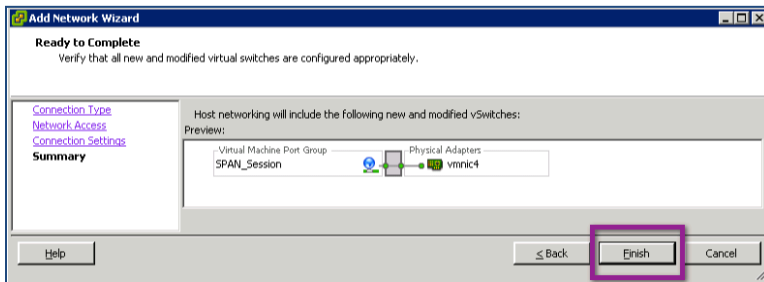 Add Network Wizard
Ready to Complete
Verify that all new and modified virtual switches are configured appropriately.
Connection Type
Network Access
Connection Settings
Summary
Host networking will include the following new and modified vSwitches:
Preview:
Virtual Machine Port Group
Physical Adapters
SPAN_Session
vmnic4
Help
≤ Back
Finish
Cancel